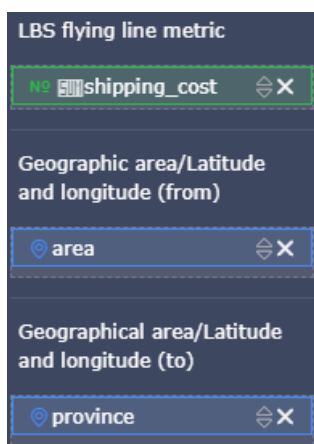 LBS flying line metric
Nº SUM shipping_cost
Geographic area/Latitude
and longitude (from)
area
Geographical area/Latitude
and longitude (to)
province